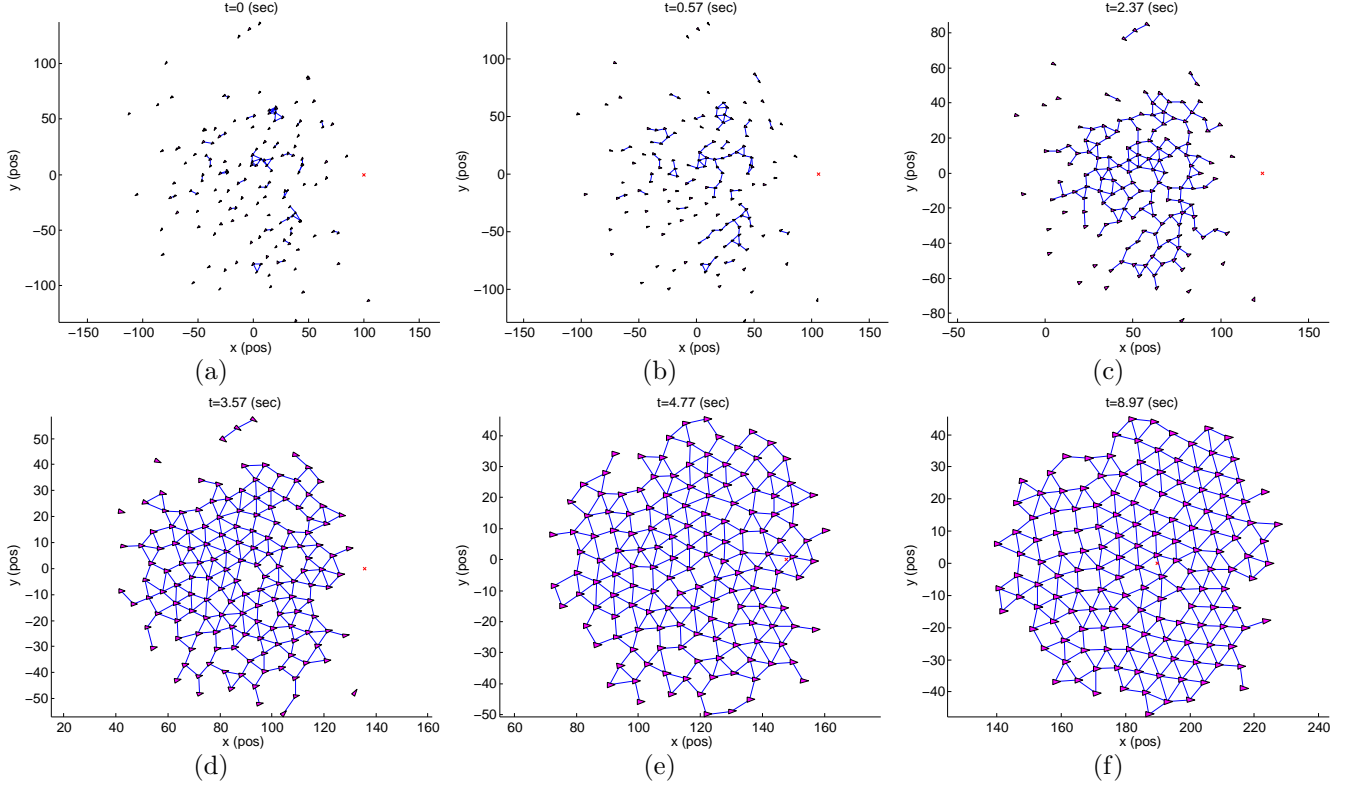 t=0 (sec)
100
50
0
−50
−100
y (pos)
−150 −100 −50 0 50 100 150
x (pos)
(a)
t=0.57 (sec)
100
50
0
−50
−100
y (pos)
−150 −100 −50 0 50 100 150
x (pos)
(b)
t=2.37 (sec)
80
60
40
20
0
−20
−40
−60
−80
y (pos)
−50 0 50 100 150
x (pos)
(c)
t=3.57 (sec)
50
40
30
20
10
0
−10
−20
−30
−40
−50
y (pos)
20 40 60 80 100 120 140 160
x (pos)
(d)
t=4.77 (sec)
40
30
20
10
0
−10
−20
−30
−40
−50
y (pos)
60 80 100 120 140 160
x (pos)
(e)
t=8.97 (sec)
40
30
20
10
0
−10
−20
−30
−40
y (pos)
140 160 180 200 220 240
x (pos)
(f)